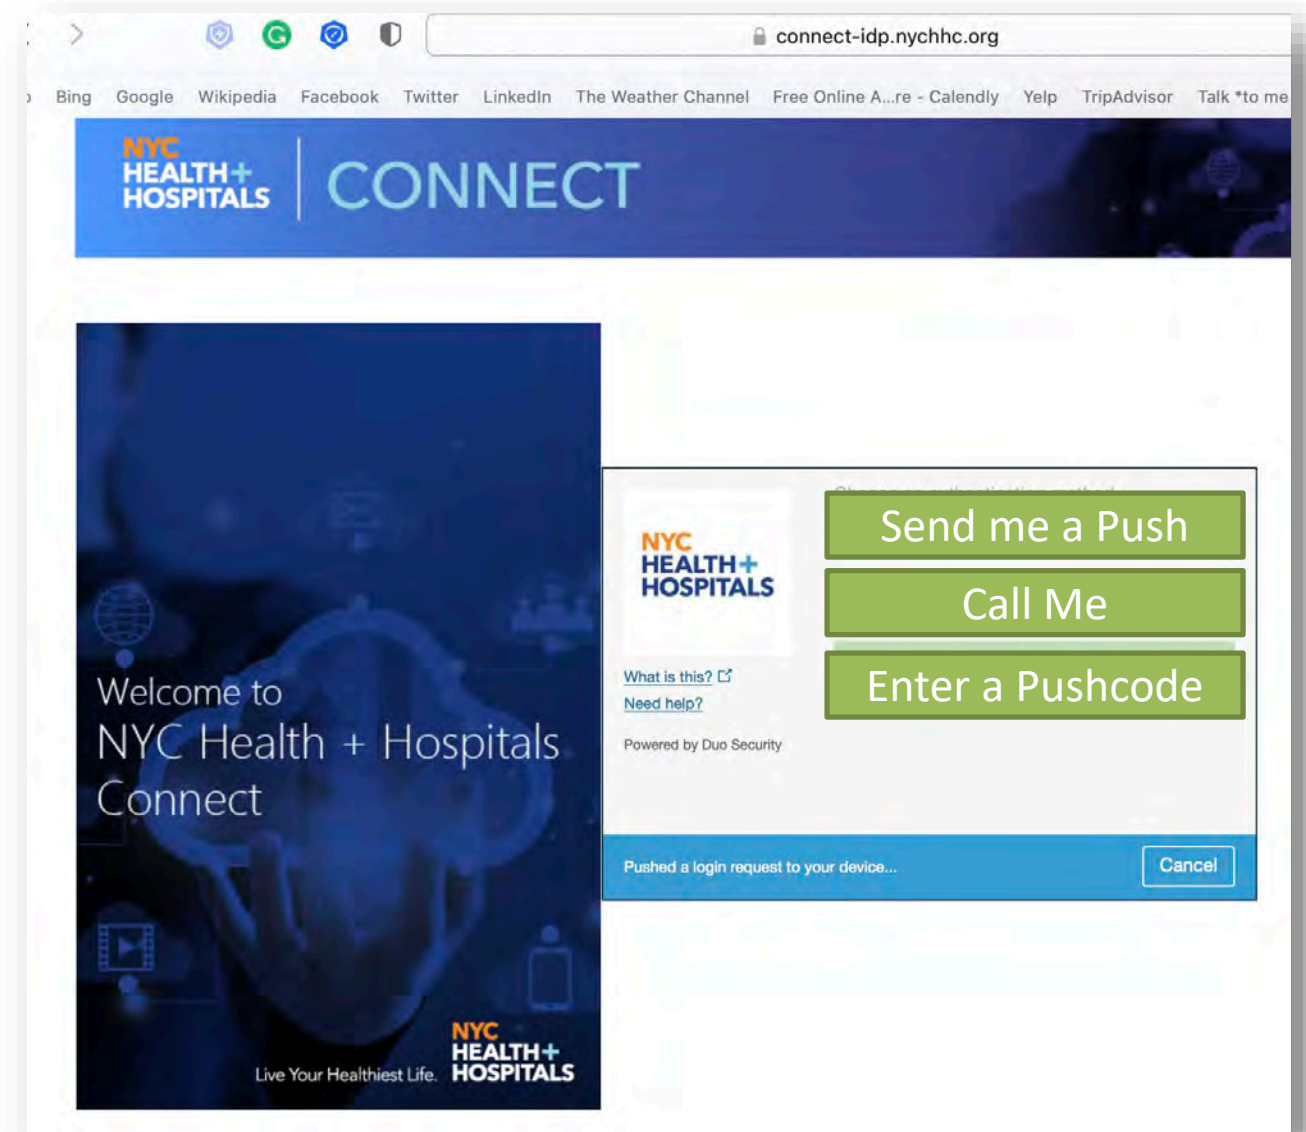 connect-idp.nychhc.org
Bing Google Wikipedia Facebook Twitter LinkedIn The Weather Channel Free Online A...re - Calendly Yelp TripAdvisor Talk *to me
NYC
HEALTH+
HOSPITALS
CONNECT
Welcome to
NYC Health + Hospitals
Connect
Live Your Healthiest Life.
NYC
HEALTH+
HOSPITALS
NYC
HEALTH+
HOSPITALS
What is this?
Need help?
Powered by Duo Security
Send me a Push
Call Me
Enter a Pushcode
Pushed a login request to your device...
Cancel